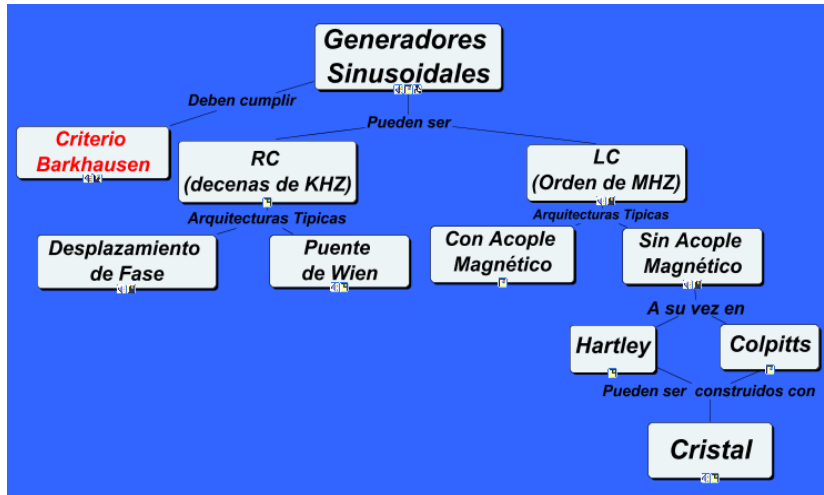 Generadores
Sinusoidales
Deben cumplir
Pueden ser
Criterio
Barkhausen
RC
(decenas de KHZ)
LC
(Orden de MHZ)
Arquitecturas Tipicas
Arquitecturas Tipicas
Desplazamiento
de Fase
Puente
de Wien
Con Acople
Magnético
Sin Acople
Magnético
A su vez en
Hartley
Colpitts
Pueden ser construidos con
Cristal